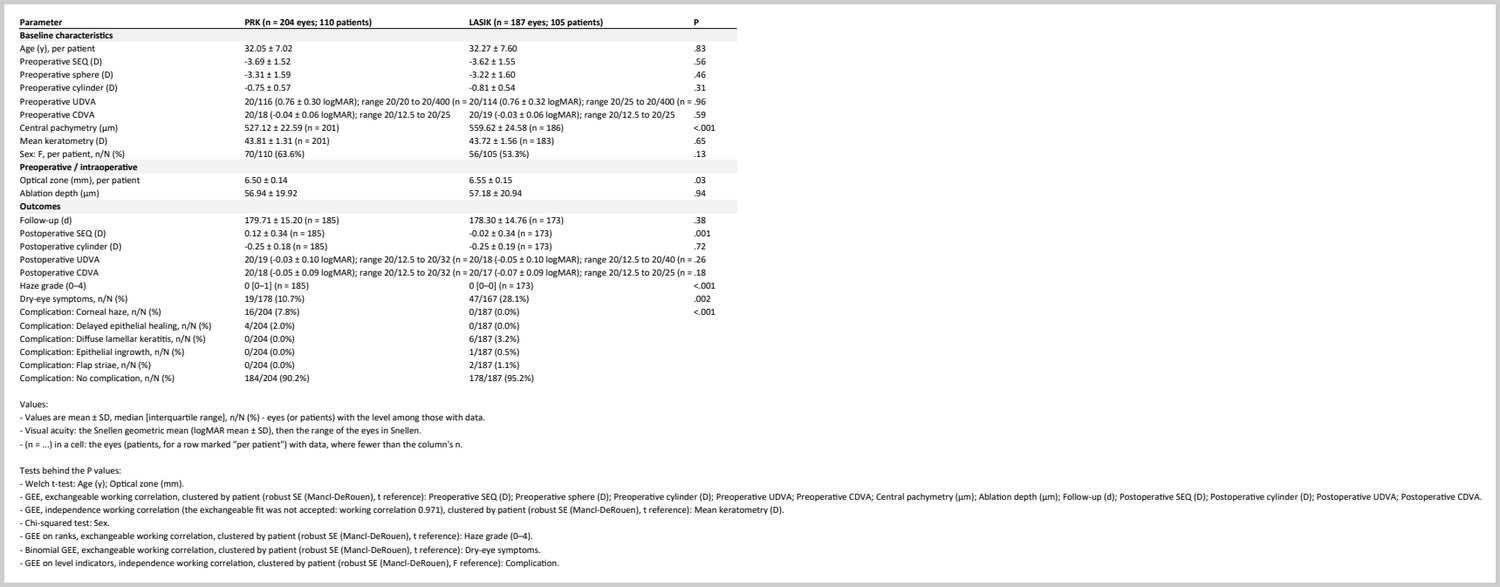 Parameter PRK (n = 204 eyes; 110 patients) LASIK (n = 187 eyes; 105 patients) P
Baseline characteristics
Age (y), per patient 32.05 ± 7.02 32.27 ± 7.60 .83
Preoperative SEQ (D) -3.69 ± 1.52 -3.62 ± 1.55 .56
Preoperative sphere (D) -3.31 ± 1.59 -3.22 ± 1.60 .46
Preoperative cylinder (D) -0.75 ± 0.57 -0.81 ± 0.54 .31
Preoperative UDVA 20/116 (0.76 ± 0.30 logMAR); range 20/20 to 20/400 (n = 20/114 (0.76 ± 0.32 logMAR); range 20/25 to 20/400 (n = .96
Preoperative CDVA 20/18 (-0.04 ± 0.06 logMAR); range 20/12.5 to 20/25 20/19 (-0.03 ± 0.06 logMAR); range 20/12.5 to 20/25 .59
Central pachymetry (µm) 527.12 ± 22.59 (n = 201) 559.62 ± 24.58 (n = 186) <.001
Mean keratometry (D) 43.81 ± 1.31 (n = 201) 43.72 ± 1.56 (n = 183) .65
Sex: F, per patient, n/N (%) 70/110 (63.6%) 56/105 (53.3%) .13
Preoperative / intraoperative
Optical zone (mm), per patient 6.50 ± 0.14 6.55 ± 0.15 .03
Ablation depth (µm) 56.94 ± 19.92 57.18 ± 20.94 .94
Outcomes
Follow-up (d) 179.71 ± 15.20 (n = 185) 178.30 ± 14.76 (n = 173) .38
Postoperative SEQ (D) 0.12 ± 0.34 (n = 185) -0.02 ± 0.34 (n = 173) .001
Postoperative cylinder (D) -0.25 ± 0.18 (n = 185) -0.25 ± 0.19 (n = 173) .72
Postoperative UDVA 20/19 (-0.03 ± 0.10 logMAR); range 20/12.5 to 20/32 (n = 20/18 (-0.05 ± 0.10 logMAR); range 20/12.5 to 20/40 (n = .26
Postoperative CDVA 20/18 (-0.05 ± 0.09 logMAR); range 20/12.5 to 20/32 (n = 20/17 (-0.07 ± 0.09 logMAR); range 20/12.5 to 20/25 (n = .18
Haze grade (0–4) 0 [0–1] (n = 185) 0 [0–0] (n = 173) <.001
Dry-eye symptoms, n/N (%) 19/178 (10.7%) 47/167 (28.1%) .002
Complication: Corneal haze, n/N (%) 16/204 (7.8%) 0/187 (0.0%) <.001
Complication: Delayed epithelial healing, n/N (%) 4/204 (2.0%) 0/187 (0.0%)
Complication: Diffuse lamellar keratitis, n/N (%) 0/204 (0.0%) 6/187 (3.2%)
Complication: Epithelial ingrowth, n/N (%) 0/204 (0.0%) 1/187 (0.5%)
Complication: Flap striae, n/N (%) 0/204 (0.0%) 2/187 (1.1%)
Complication: No complication, n/N (%) 184/204 (90.2%) 178/187 (95.2%)
Values:
- Values are mean ± SD, median [interquartile range], n/N (%) - eyes (or patients) with the level among those with data.
- Visual acuity: the Snellen geometric mean (logMAR mean ± SD), then the range of the eyes in Snellen.
- (n = ...) in a cell: the eyes (patients, for a row marked "per patient") with data, where fewer than the column's n.
Tests behind the P values:
- Welch t-test: Age (y); Optical zone (mm).
- GEE, exchangeable working correlation, clustered by patient (robust SE (Mancl-DeRouen), t reference): Preoperative SEQ (D); Preoperative sphere (D); Preoperative cylinder (D); Preoperative UDVA; Preoperative CDVA; Central pachymetry (µm); Ablation depth (µm); Follow-up (d); Postoperative SEQ (D); Postoperative cylinder (D); Postoperative UDVA; Postoperative CDVA.
- GEE, independence working correlation (the exchangeable fit was not accepted: working correlation 0.971), clustered by patient (robust SE (Mancl-DeRouen), t reference): Mean keratometry (D).
- Chi-squared test: Sex.
- GEE on ranks, exchangeable working correlation, clustered by patient (robust SE (Mancl-DeRouen), t reference): Haze grade (0–4).
- Binomial GEE, exchangeable working correlation, clustered by patient (robust SE (Mancl-DeRouen), t reference): Dry-eye symptoms.
- GEE on level indicators, independence working correlation, clustered by patient (robust SE (Mancl-DeRouen), F reference): Complication.